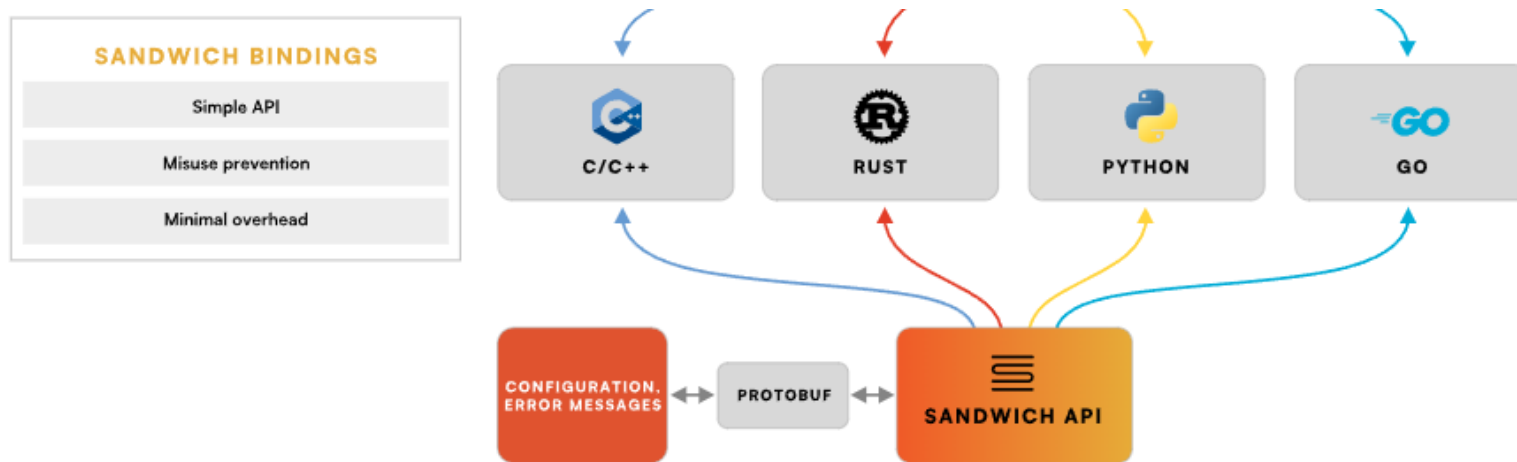 SANDWICH BINDINGS
Simple API
Misuse prevention
Minimal overhead
C++
C/C++
R
RUST
PYTHON
GO
GO
CONFIGURATION,
ERROR MESSAGES
PROTOBUF
SANDWICH API